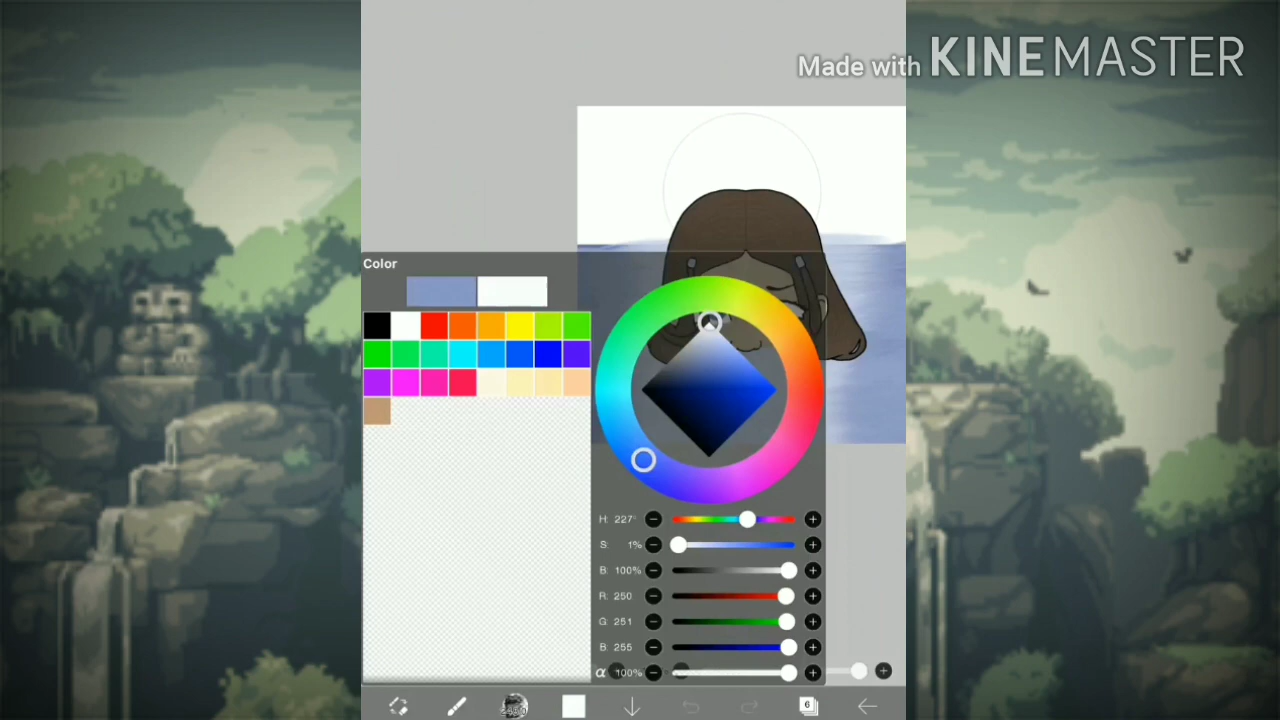 Made with KINEMASTER
Color
H: 227°
S: 1%
B: 100%
R: 250
G: 251
B: 255
α 100%
6